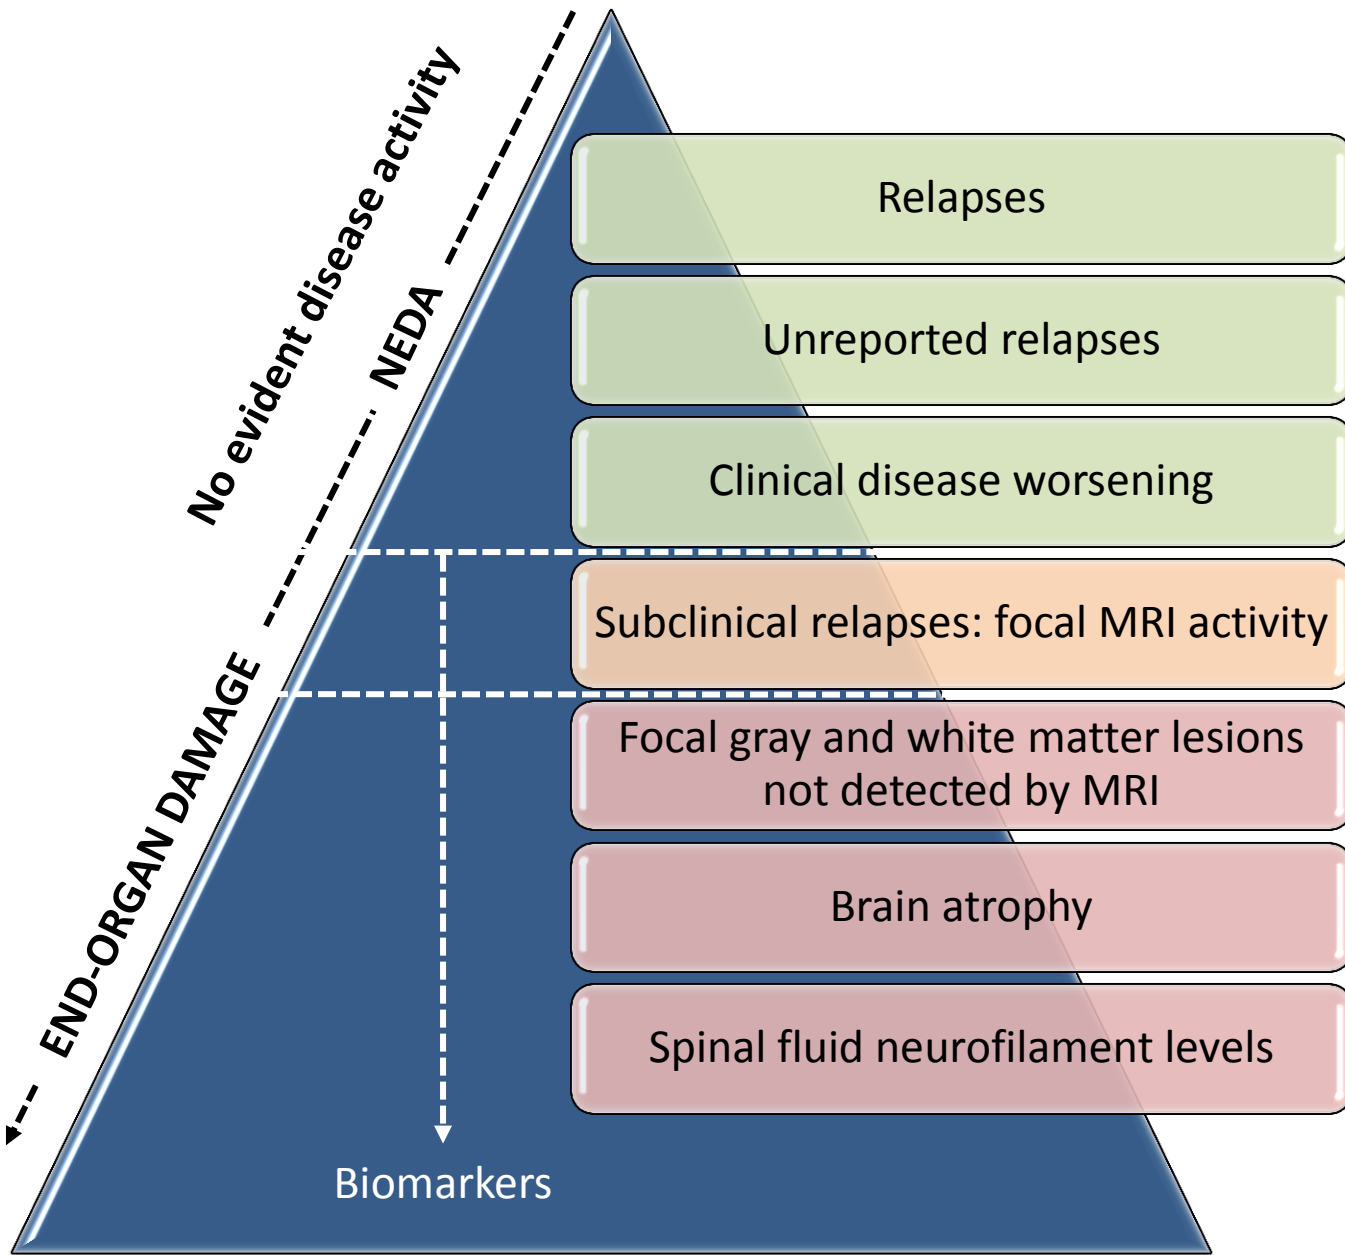 No evident disease activity
NEDA
END-ORGAN DAMAGE
Relapses
Unreported relapses
Clinical disease worsening
Subclinical relapses: focal MRI activity
Focal gray and white matter lesions
not detected by MRI
Brain atrophy
Spinal fluid neurofilament levels
Biomarkers